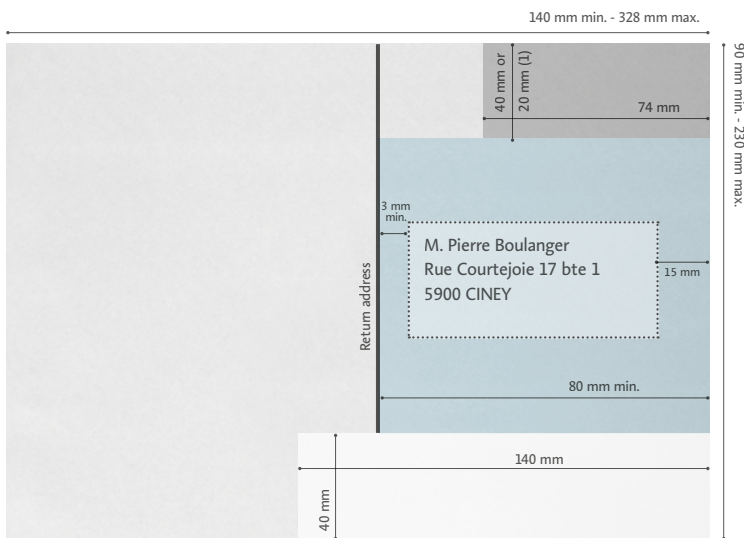 140 mm min. - 328 mm max.
90 mm min. - 230 mm max.
40 mm or
20 mm (1)
74 mm
3 mm
min.
M. Pierre Boulanger
Rue Courtejoie 17 bte 1
5900 CINEY
15 mm
Return address
80 mm min.
140 mm
40 mm